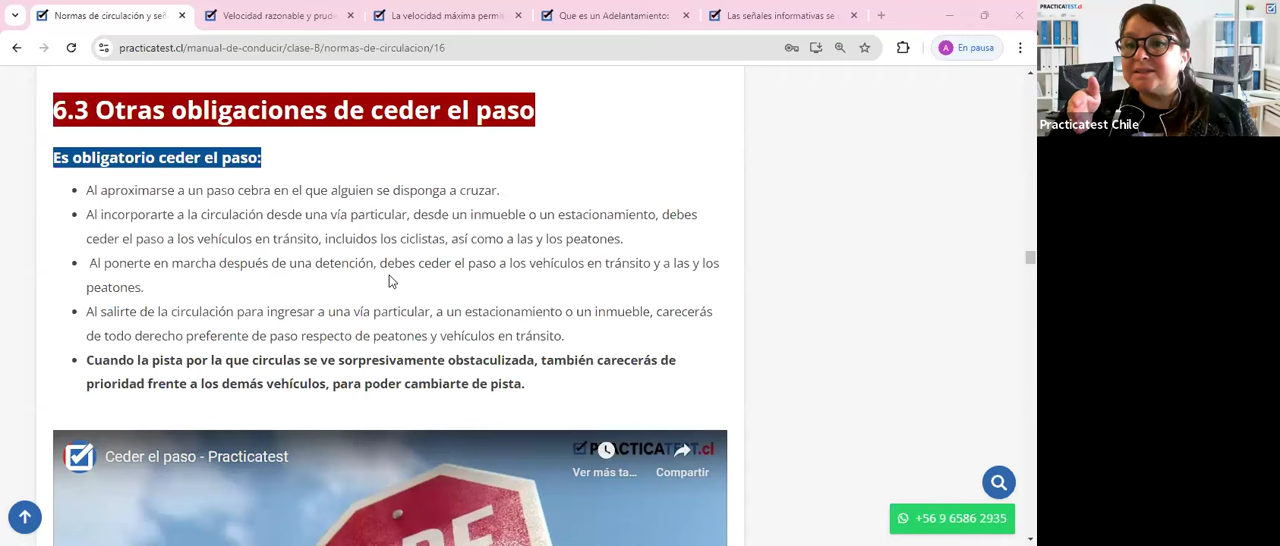 Normas de circulación y señ
Velocidad razonable y prud
La velocidad máxima permi
Que es un Adelantamiento:
Las señales informativas se
practicatest.cl/manual-de-conducir/clase-B/normas-de-circulacion/16
A
En pausa
PRACTICATEST.cl
Practicatest Chile
6.3 Otras obligaciones de ceder el paso
Es obligatorio ceder el paso:
Al aproximarse a un paso cebra en el que alguien se disponga a cruzar.
Al incorporarte a la circulación desde una vía particular, desde un inmueble o un estacionamiento, debes
ceder el paso a los vehículos en tránsito, incluidos los ciclistas, así como a las y los peatones.
Al ponerte en marcha después de una detención, debes ceder el paso a los vehículos en tránsito y a las y los
peatones.
Al salirte de la circulación para ingresar a una vía particular, a un estacionamiento o un inmueble, carecerás
de todo derecho preferente de paso respecto de peatones y vehículos en tránsito.
Cuando la pista por la que circulas se ve sorpresivamente obstaculizada, también carecerás de
prioridad frente a los demás vehículos, para poder cambiarte de pista.
Ceder el paso - Practicatest
PRACTICATEST.cl
Ver más ta...
Compartir
+56 9 6586 2935